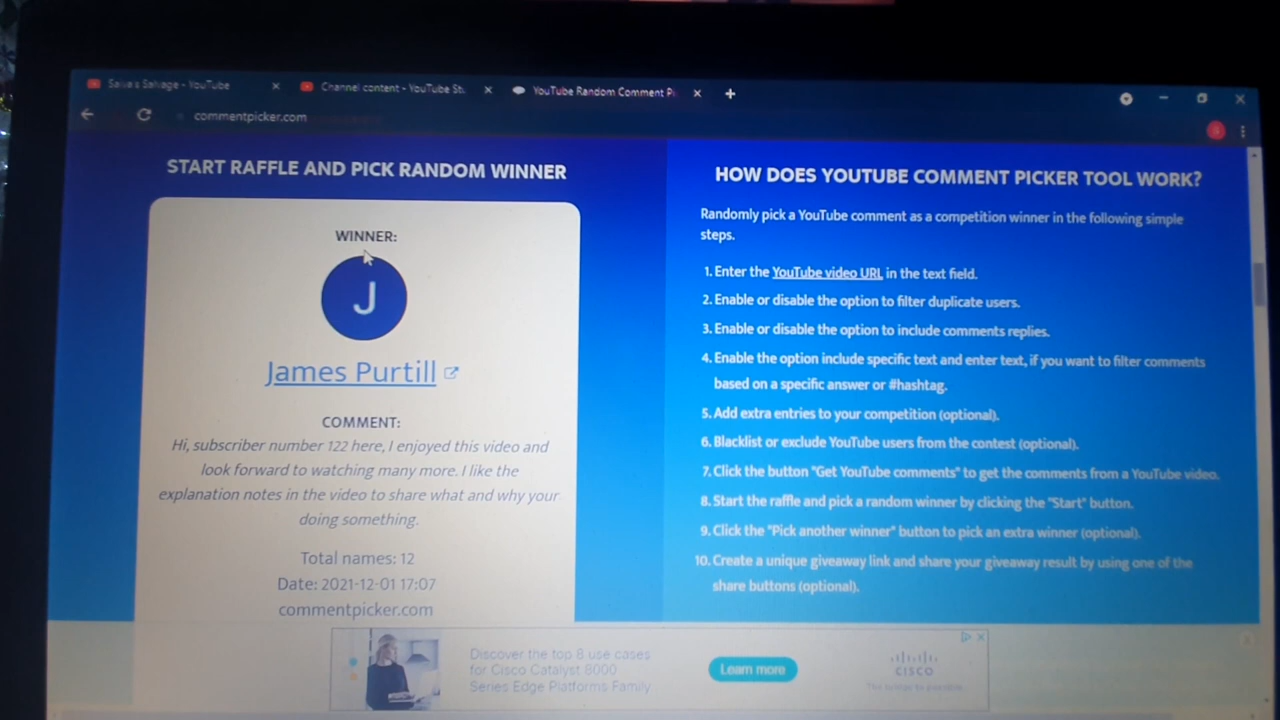 Salva's Salvage - YouTube
Channel content - YouTube St
YouTube Random Comment Pi
commentpicker.com
START RAFFLE AND PICK RANDOM WINNER
WINNER:
J
James Purtill
COMMENT:
Hi, subscriber number 122 here, I enjoyed this video and
look forward to watching many more. I like the
explanation notes in the video to share what and why your
doing something.
Total names: 12
Date: 2021-12-01 17:07
commentpicker.com
HOW DOES YOUTUBE COMMENT PICKER TOOL WORK?
Randomly pick a YouTube comment as a competition winner in the following simple
steps.
1. Enter the YouTube video URL in the text field.
2. Enable or disable the option to filter duplicate users.
3. Enable or disable the option to include comments replies.
4. Enable the option include specific text and enter text, if you want to filter comments
based on a specific answer or #hashtag.
5. Add extra entries to your competition (optional).
6. Blacklist or exclude YouTube users from the contest (optional).
7. Click the button "Get YouTube comments" to get the comments from a YouTube video.
8. Start the raffle and pick a random winner by clicking the "Start" button.
9. Click the "Pick another winner" button to pick an extra winner (optional).
10. Create a unique giveaway link and share your giveaway result by using one of the
share buttons (optional).
Discover the top 8 use cases
for Cisco Catalyst 8000
Series Edge Platforms Family
Learn more
CISCO